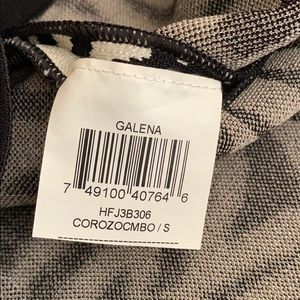 GALENA
7 49100 40764 6
HFJ3B306
COROZOCMBO / S